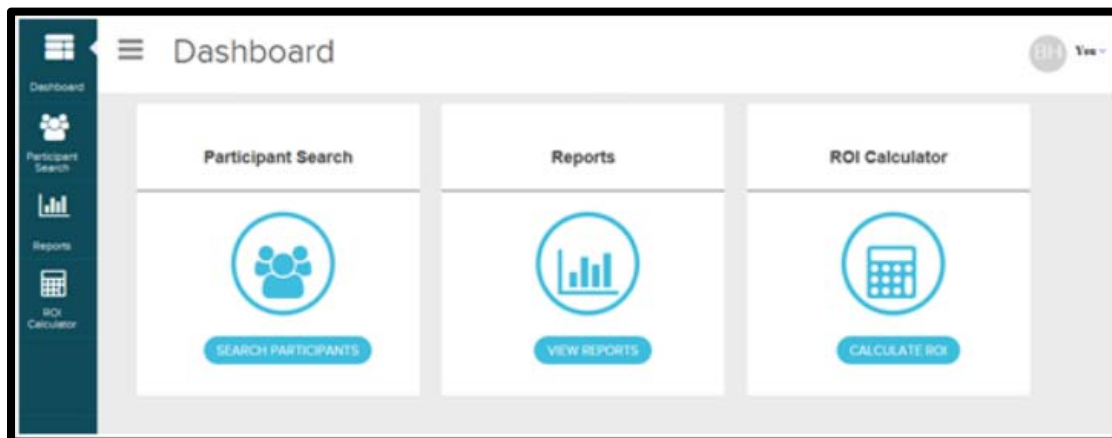 Dashboard
Participant
Search
Reports
ROI
Calculator
Dashboard
BH
You
Participant Search
Reports
ROI Calculator
SEARCH PARTICIPANTS
VIEW REPORTS
CALCULATE ROI